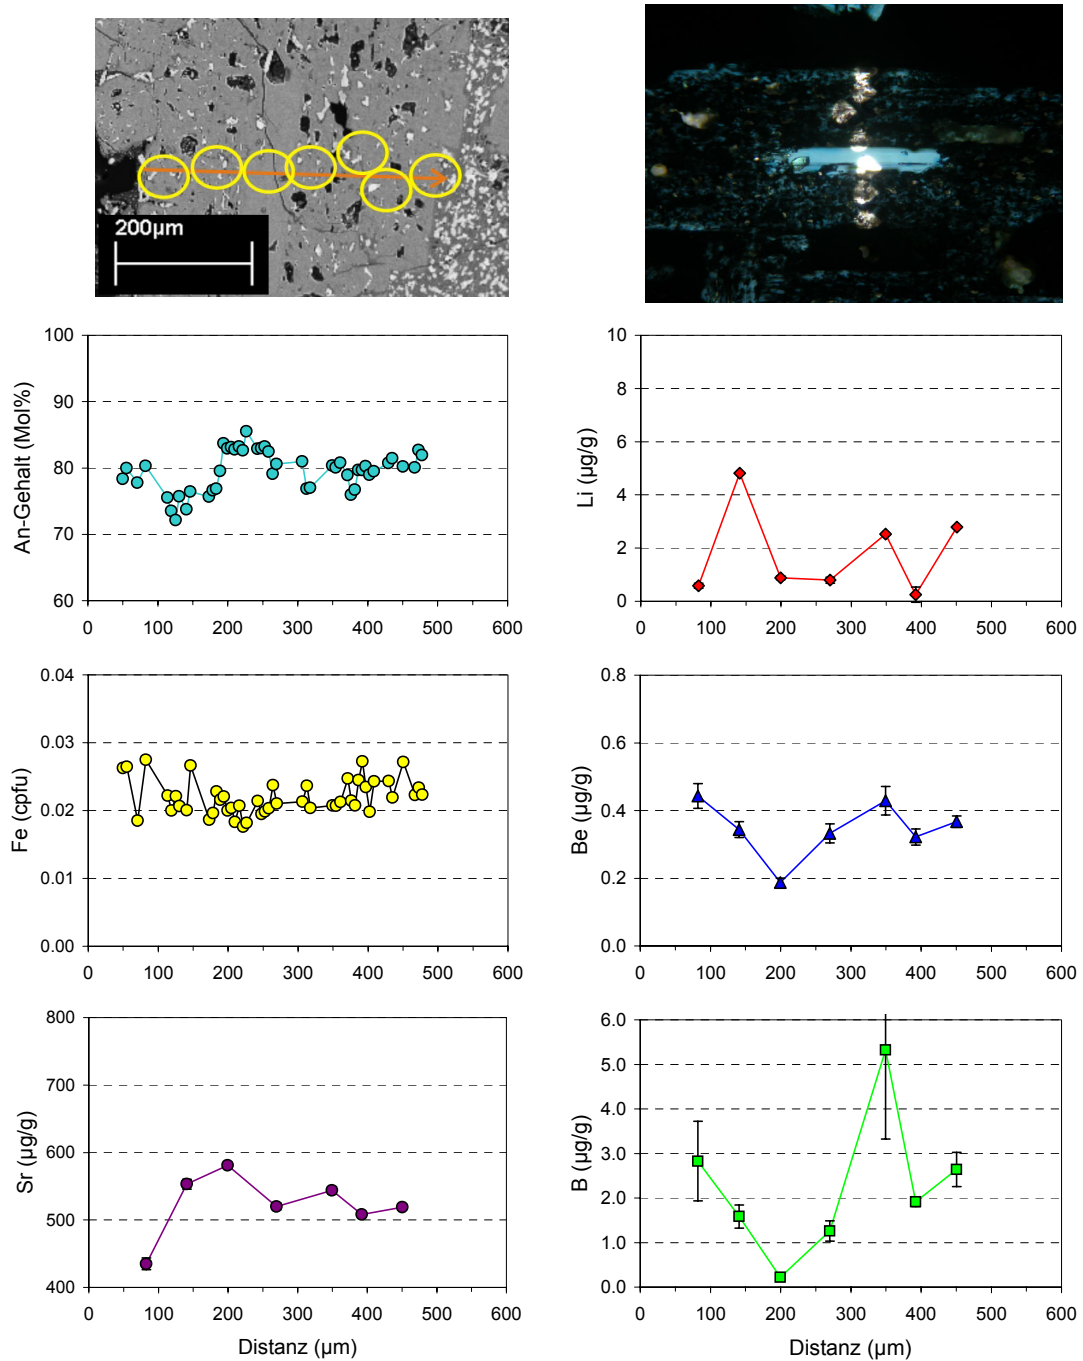 200µm
100
90
80
70
60
An-Gehalt (Mol%)
0 100 200 300 400 500 600
10
8
6
4
2
0
Li (µg/g)
0 100 200 300 400 500 600
0.04
0.03
0.02
0.01
0.00
Fe (cpfu)
0 100 200 300 400 500 600
0.8
0.6
0.4
0.2
0.0
Be (µg/g)
0 100 200 300 400 500 600
800
700
600
500
400
Sr (µg/g)
0 100 200 300 400 500 600
Distanz (µm)
6.0
5.0
4.0
3.0
2.0
1.0
0.0
B (µg/g)
0 100 200 300 400 500 600
Distanz (µm)